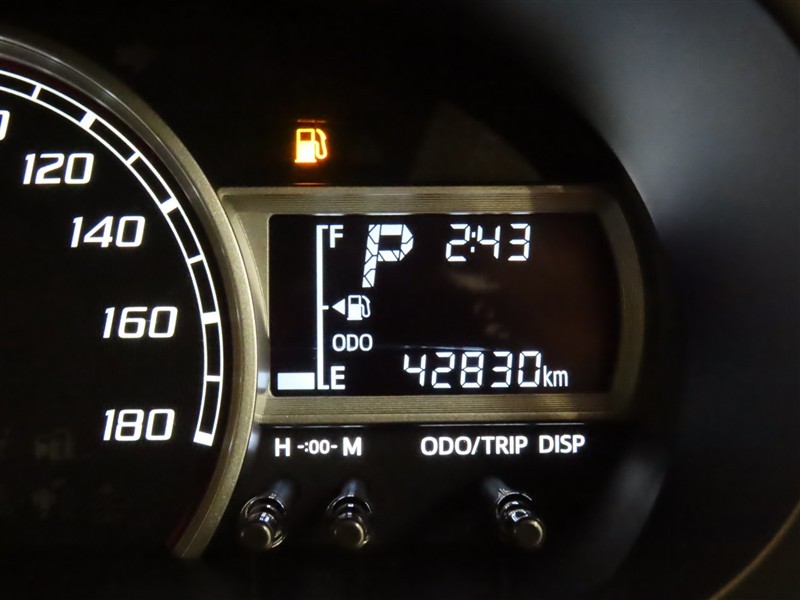 120
140
160
180
F P 2:43
ODO
E 42830km
H -:00- M ODO/TRIP DISP